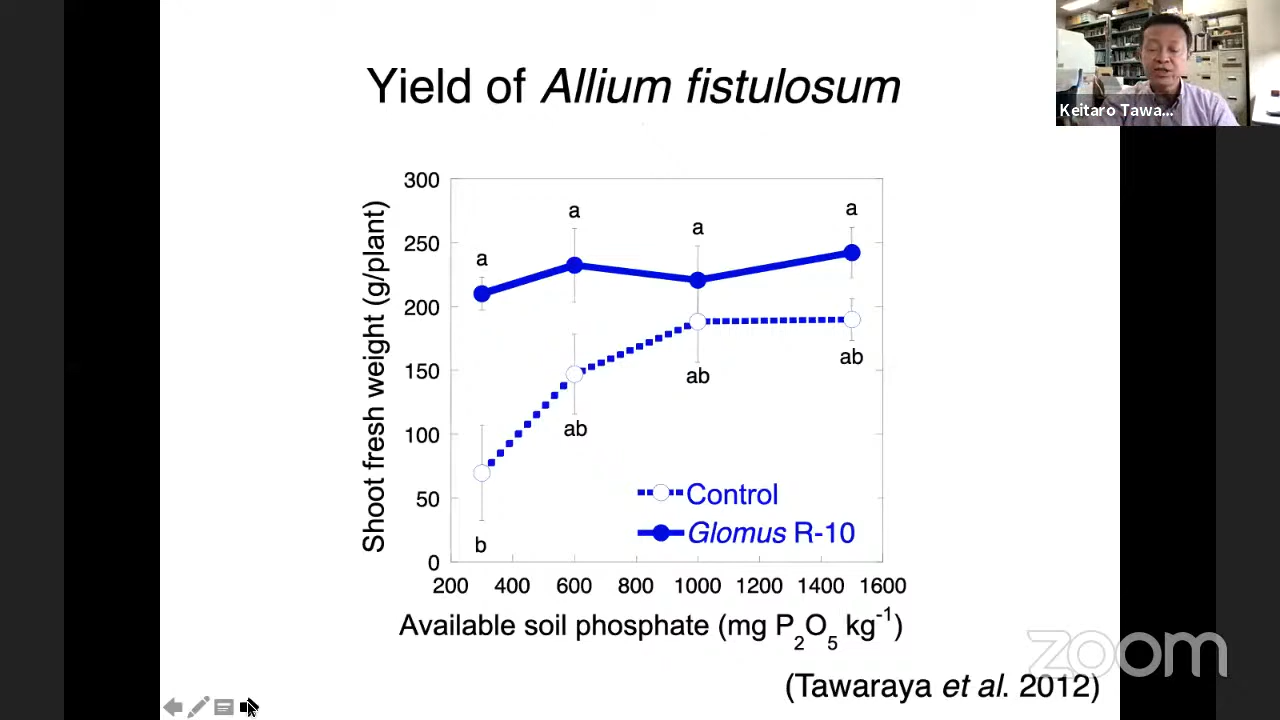 Yield of Allium fistulosum
Keitaro Tawa...
Shoot fresh weight (g/plant)
300
250
200
150
100
50
0
a
a
a
a
b
ab
ab
ab
Control
Glomus R-10
200 400 600 800 1000 1200 1400 1600
Available soil phosphate (mg P₂O₅ kg⁻¹)
zoom
(Tawaraya et al. 2012)